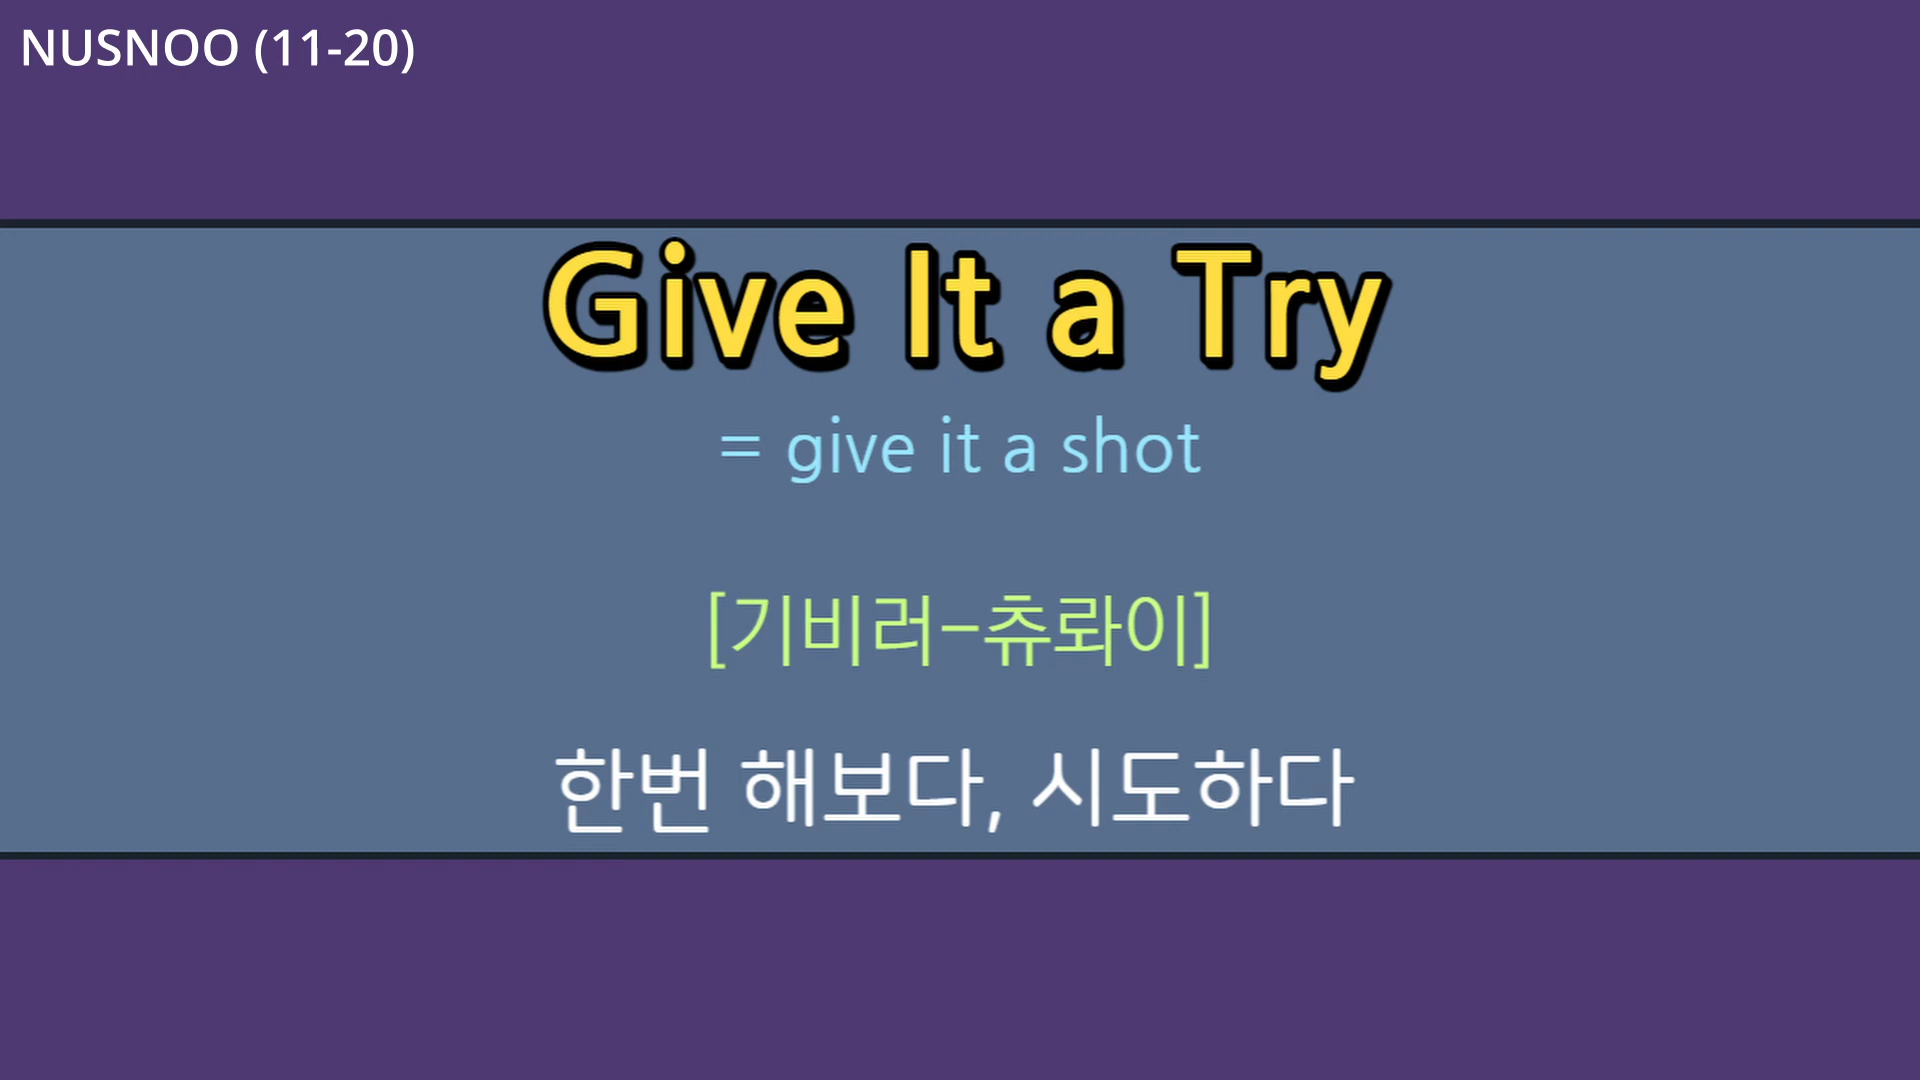 NUSNOO (11-20)
Give It a Try
= give it a shot
[기비러-츄롸이]
한번 해보다, 시도하다